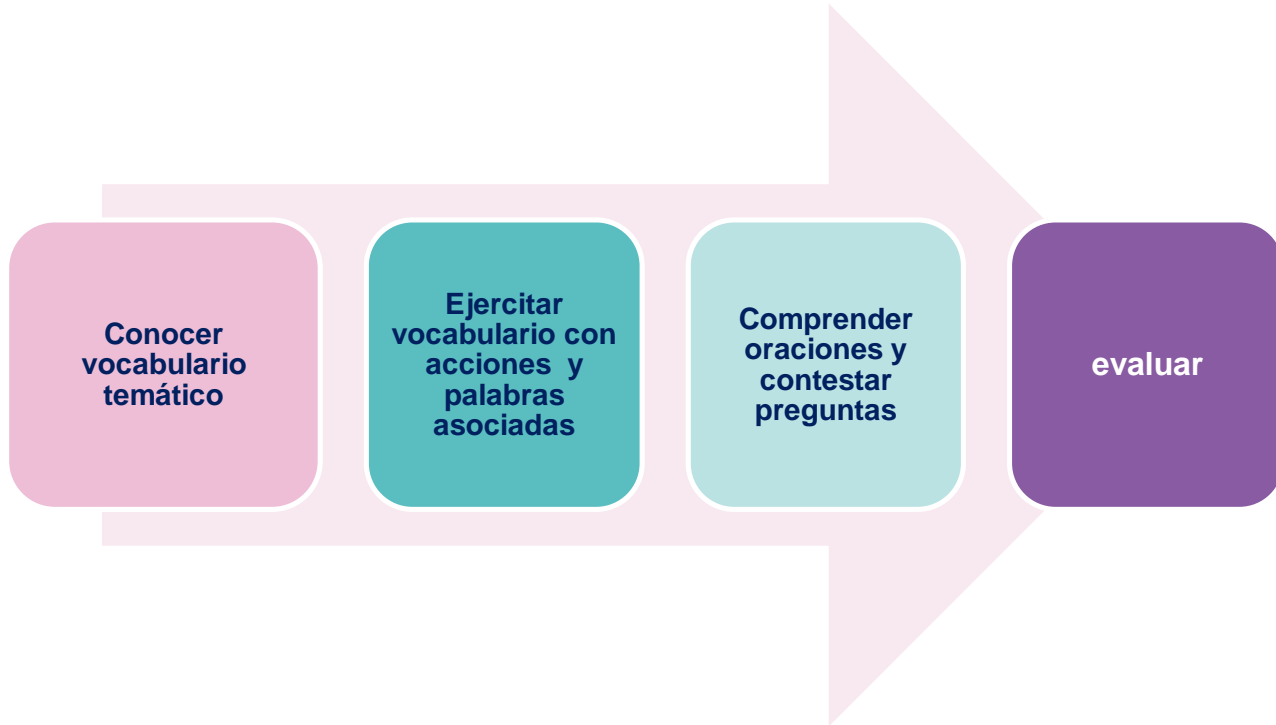 Conocer
vocabulario
temático
Ejercitar
vocabulario con
acciones y
palabras
asociadas
Comprender
oraciones y
contestar
preguntas
evaluar